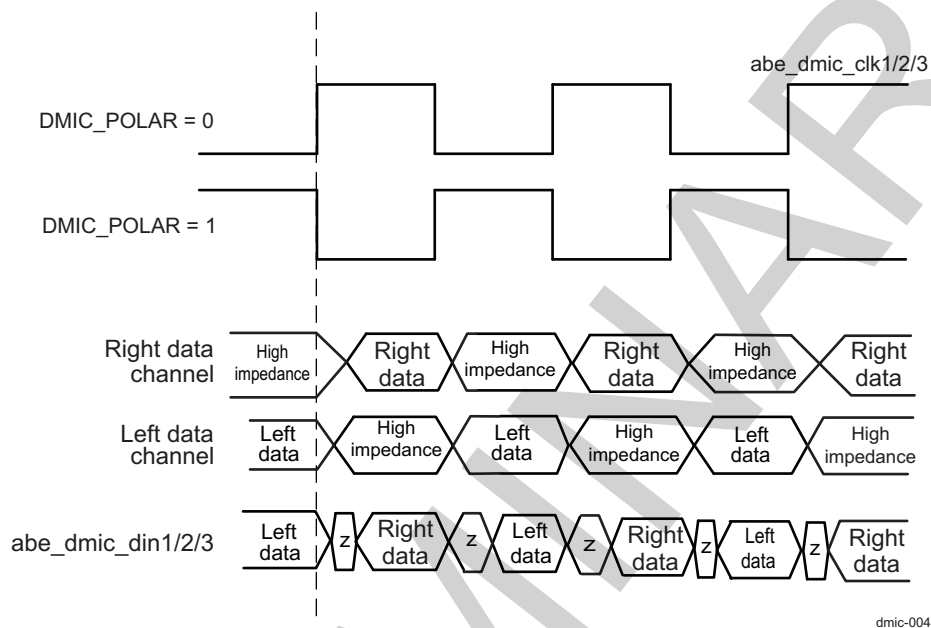 abe_dmic_clk1/2/3
DMIC_POLAR = 0
DMIC_POLAR = 1
Right data
channel
High
impedance
Right
data
High
impedance
Right
data
High
impedance
Right
data
Left data
channel
Left
data
High
impedance
Left
data
High
impedance
Left
data
High
impedance
abe_dmic_din1/2/3
Left
data
z
Right
data
z
Left
data
z
Right
data
z
Left
data
z
Right
data
dmic-004